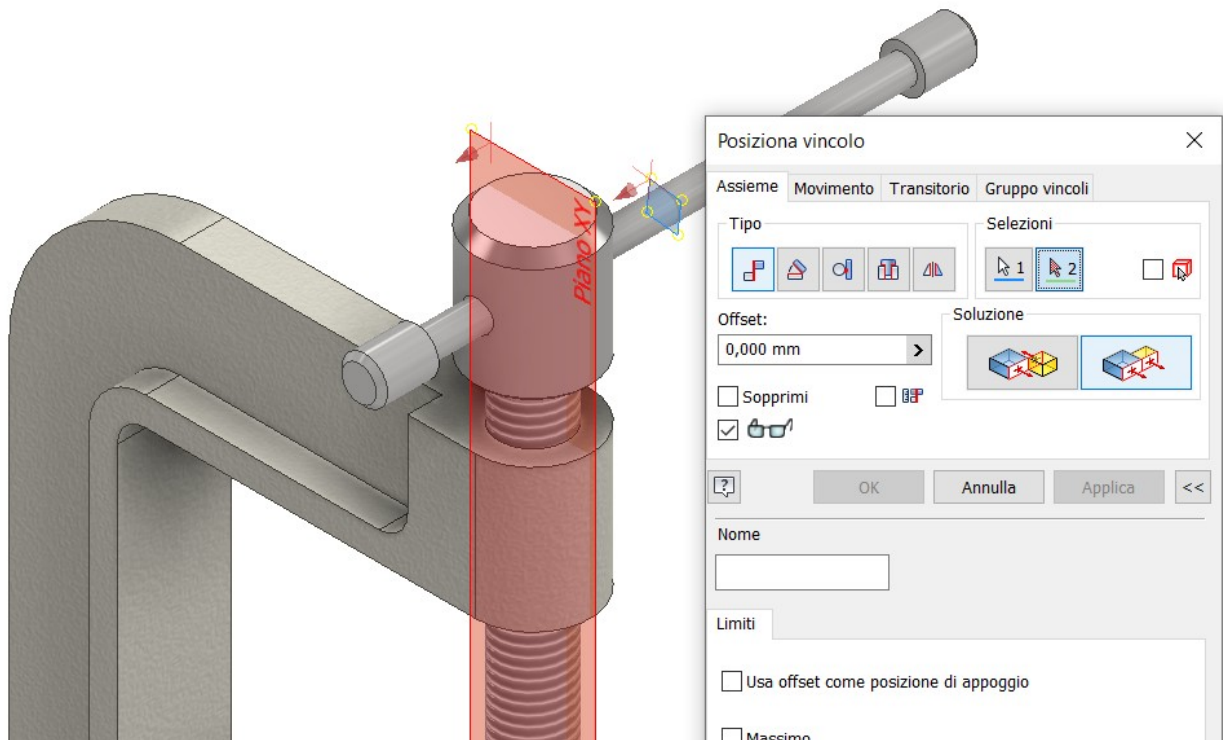 Piano XY
Posiziona vincolo
Assieme Movimento Transitorio Gruppo vincoli
Tipo
Selezioni
1 2
Offset:
Soluzione
0,000 mm
Sopprimi
OK Annulla Applica <<
Nome
Limiti
Usa offset come posizione di appoggio
Massimo